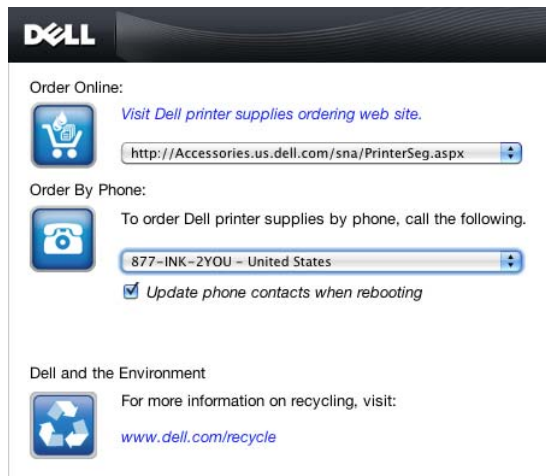 DELL
Order Online:
Visit Dell printer supplies ordering web site.
http://Accessories.us.dell.com/sna/PrinterSeg.aspx
Order By Phone:
To order Dell printer supplies by phone, call the following.
877-INK-2YOU - United States
Update phone contacts when rebooting
Dell and the Environment
For more information on recycling, visit:
www.dell.com/recycle